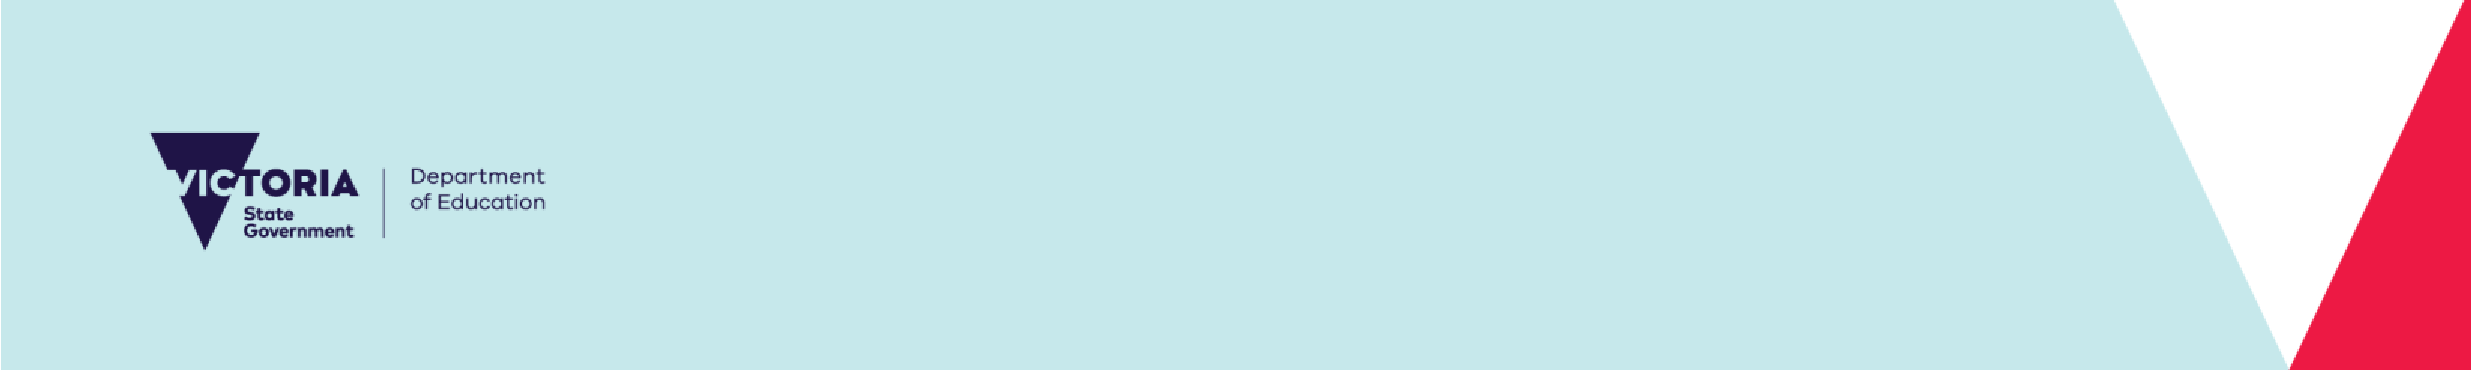 VICTORIA
State
Government
Department
of Education